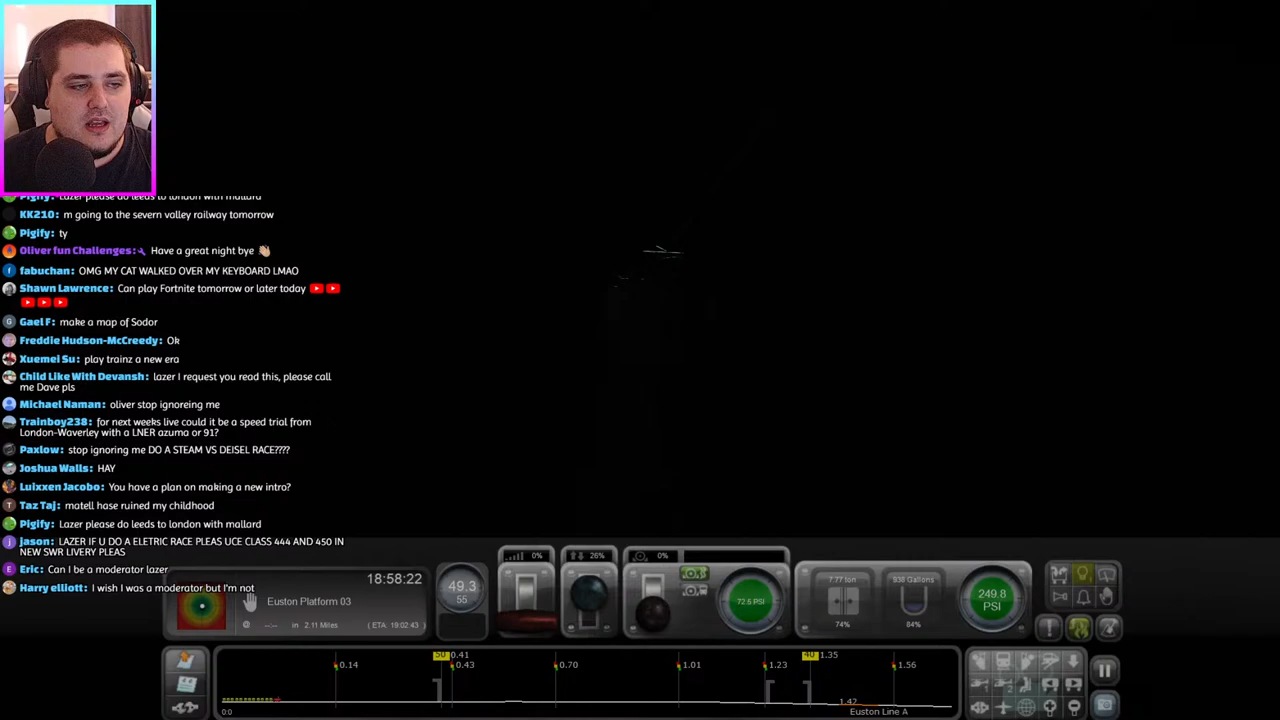 Pigify: Lazer please do leeds to london with mallard
KK210: m going to the severn valley railway tomorrow
Pigify: ty
Oliver fun Challenges: Have a great night bye
fabuchan: OMG MY CAT WALKED OVER MY KEYBOARD LMAO
Shawn Lawrence: Can play Fortnite tomorrow or later today
Gael F: make a map of Sodor
Freddie Hudson-McCreedy: Ok
Xuemei Su: play trainz a new era
Child Like With Devansh: lazer I request you read this, please call
me Dave pls
Michael Naman: oliver stop ignoreing me
Trainboy238: for next weeks live could it be a speed trial from
London-Waverley with a LNER azuma or 91?
Paxlow: stop ignoring me DO A STEAM VS DEISEL RACE????
Joshua Walls: HAY
Luixxen Jacobo: You have a plan on making a new intro?
Taz Taj: matell hase ruined my childhood
Pigify: Lazer please do leeds to london with mallard
jason: LAZER IF U DO A ELETRIC RACE PLEAS UCE CLASS 444 AND 450 IN
NEW SWR LIVERY PLEAS
Eric: Can I be a moderator lazer
Harry elliott: I wish I was a moderator but I'm not
18:58:22
Euston Platform 03
--:-- in 2.11 Miles (ETA: 19:02:43)
49.3
55
0% 26% 0%
72.5 PSI
7.77 ton 938 Gallons
74% 84%
249.8
PSI
50 0.41 40 1.35
0.14 0.43 0.70 1.01 1.23 1.56
1.42
0:0 Euston Line A